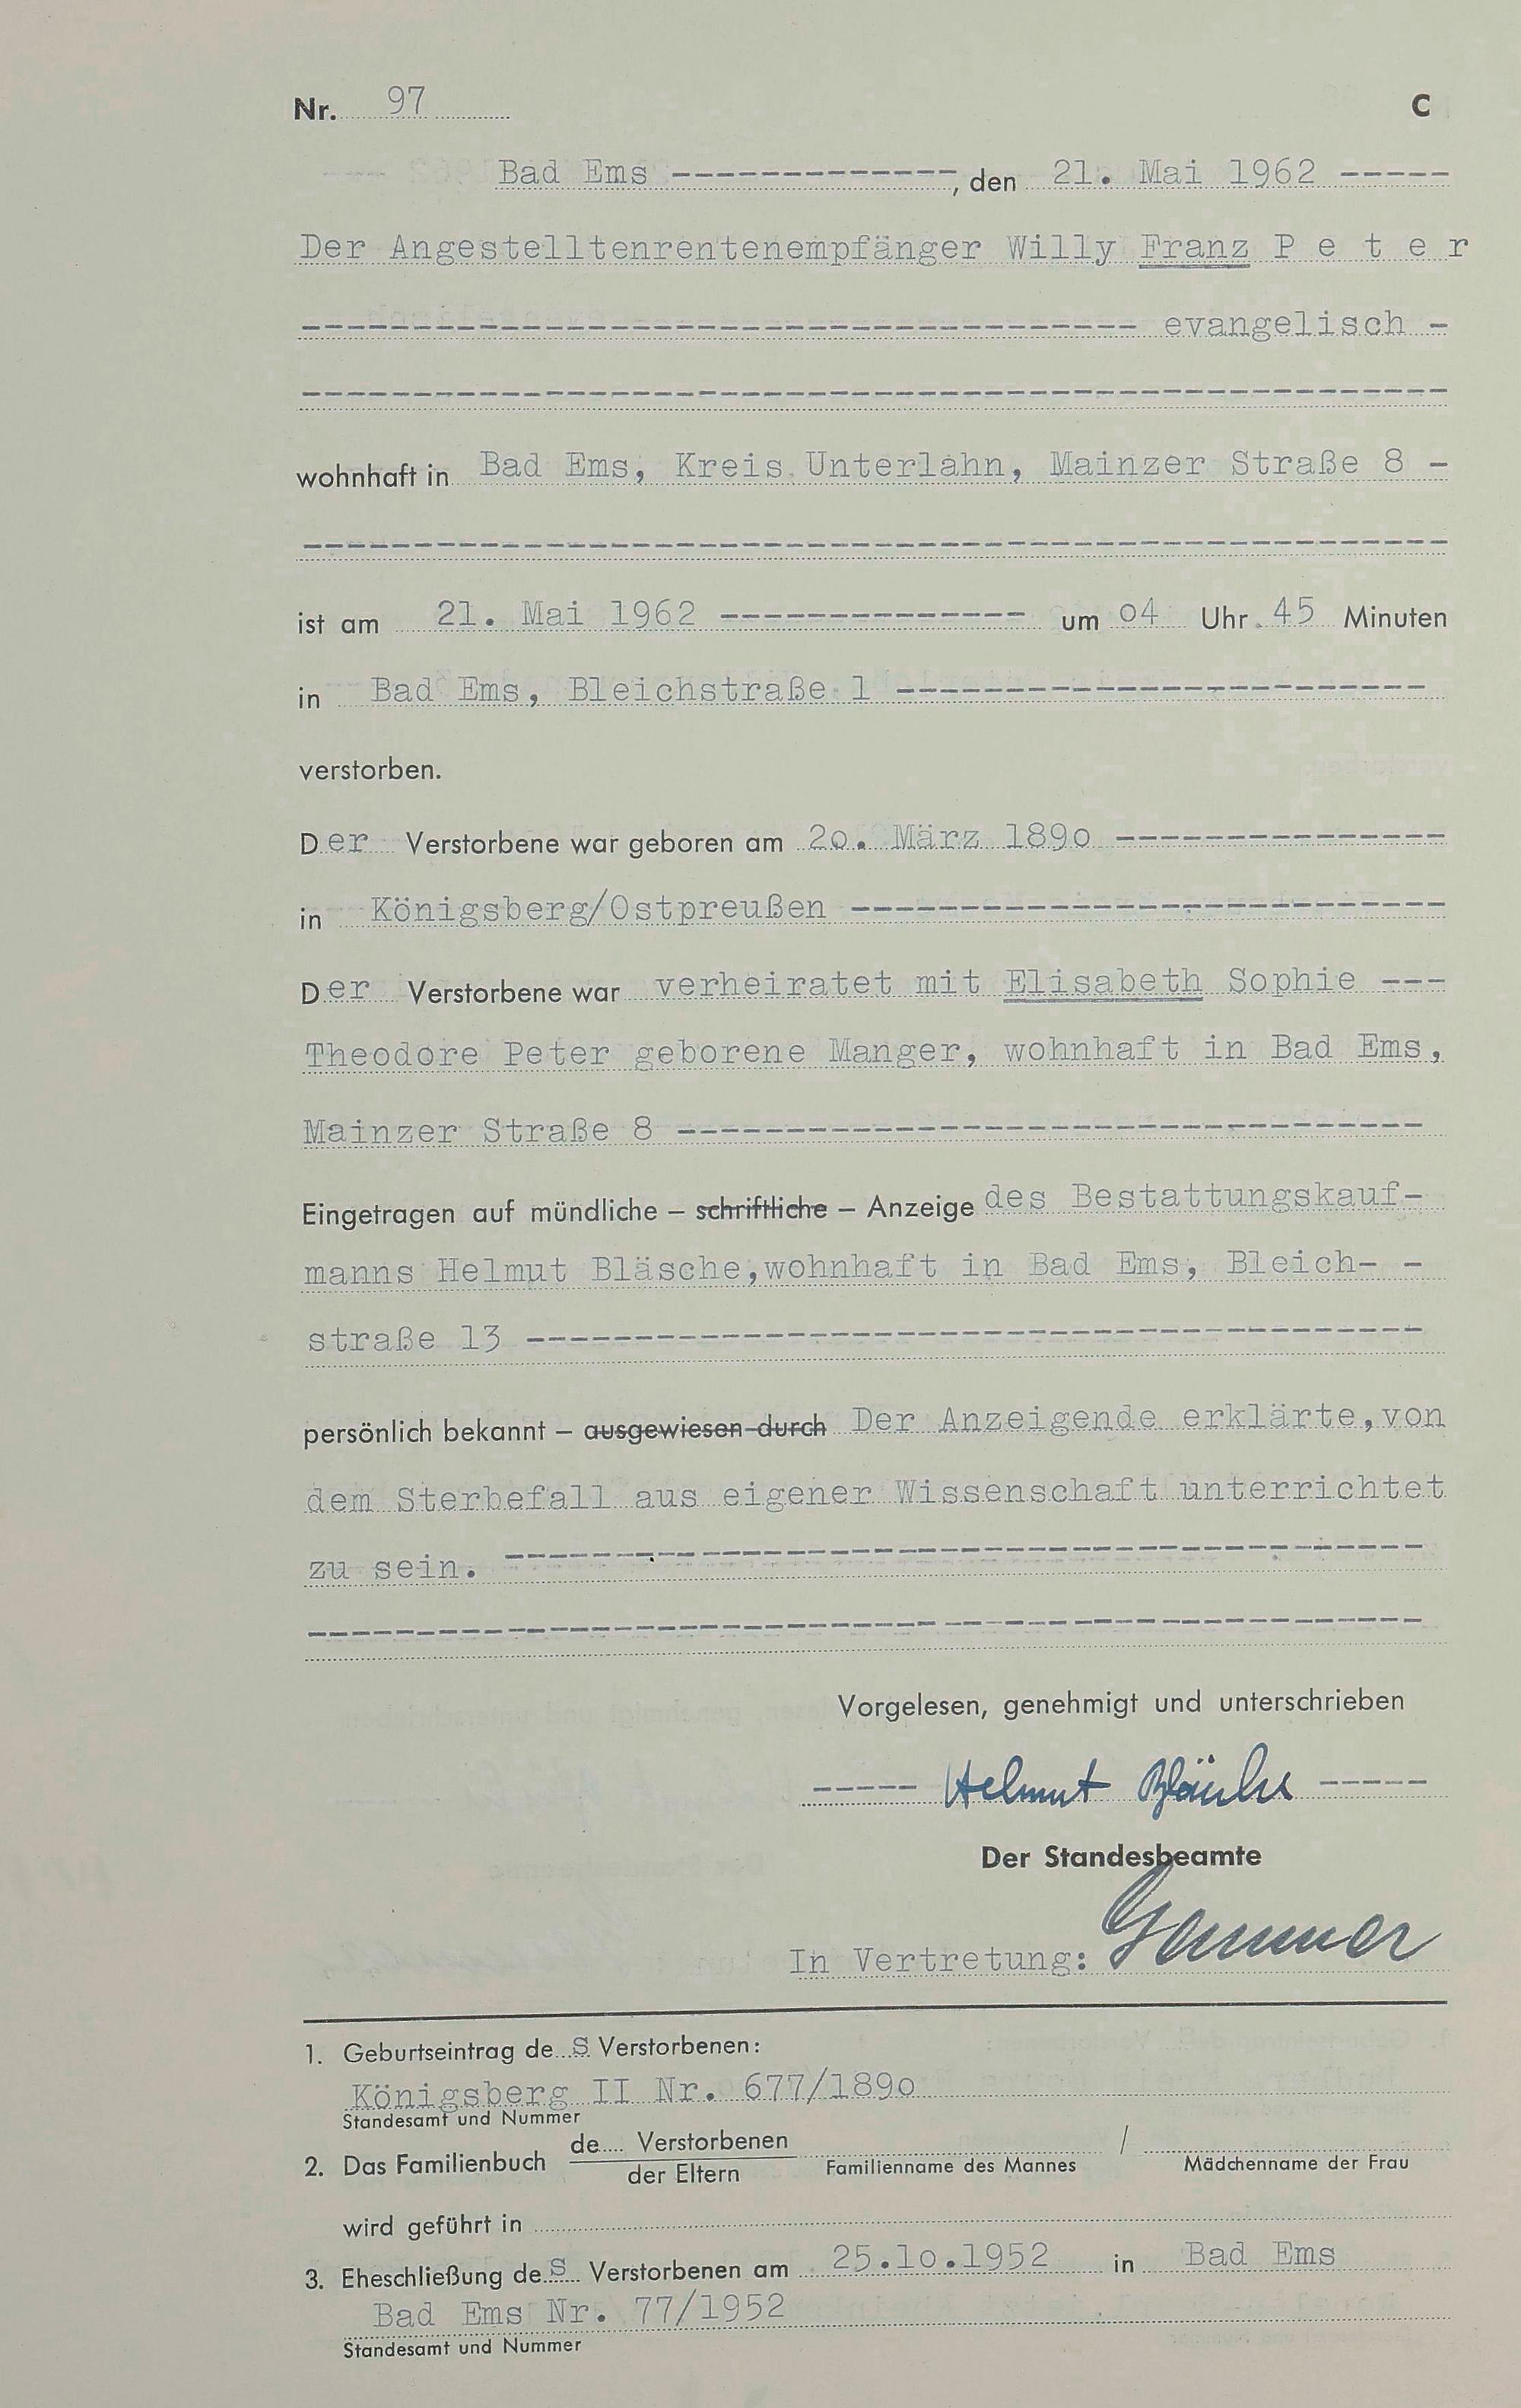 Nr. 97 C
Bad Ems --------------, den 21. Mai 1962 -----
Der Angestelltenrentenempfänger Willy Franz P e t e r
--------------------------------------- evangelisch -
-----------------------------------------------------
wohnhaft in Bad Ems, Kreis Unterlahn, Mainzer Straße 8 -
-----------------------------------------------------
ist am 21. Mai 1962 -------------- um o4 Uhr 45 Minuten
in Bad Ems, Bleichstraße 1 -------------------------
verstorben.
Der Verstorbene war geboren am 2o. März 189o ---------------
in Königsberg/Ostpreußen ----------------------------
Der Verstorbene war verheiratet mit Elisabeth Sophie ---
Theodore Peter geborene Manger, wohnhaft in Bad Ems,
Mainzer Straße 8 -----------------------------------
Eingetragen auf mündliche – schriftliche – Anzeige des Bestattungskauf-
manns Helmut Bläsche,wohnhaft in Bad Ems, Bleich- -
straße 13 ------------------------------------------
persönlich bekannt – ausgewiesen durch Der Anzeigende erklärte,von
dem Sterbefall aus eigener Wissenschaft unterrichtet
zu sein. -------------------------------------------
----------------------------------------------------
Vorgelesen, genehmigt und unterschrieben
----- Helmut Bläsche -----
Der Standesbeamte
In Vertretung:
1. Geburtseintrag des Verstorbenen:
Königsberg II Nr. 677/189o
Standesamt und Nummer
2. Das Familienbuch de.... Verstorbenen /
der Eltern Familienname des Mannes Mädchenname der Frau
wird geführt in
3. Eheschließung des Verstorbenen am 25.1o.1952 in Bad Ems
Bad Ems Nr. 77/1952
Standesamt und Nummer